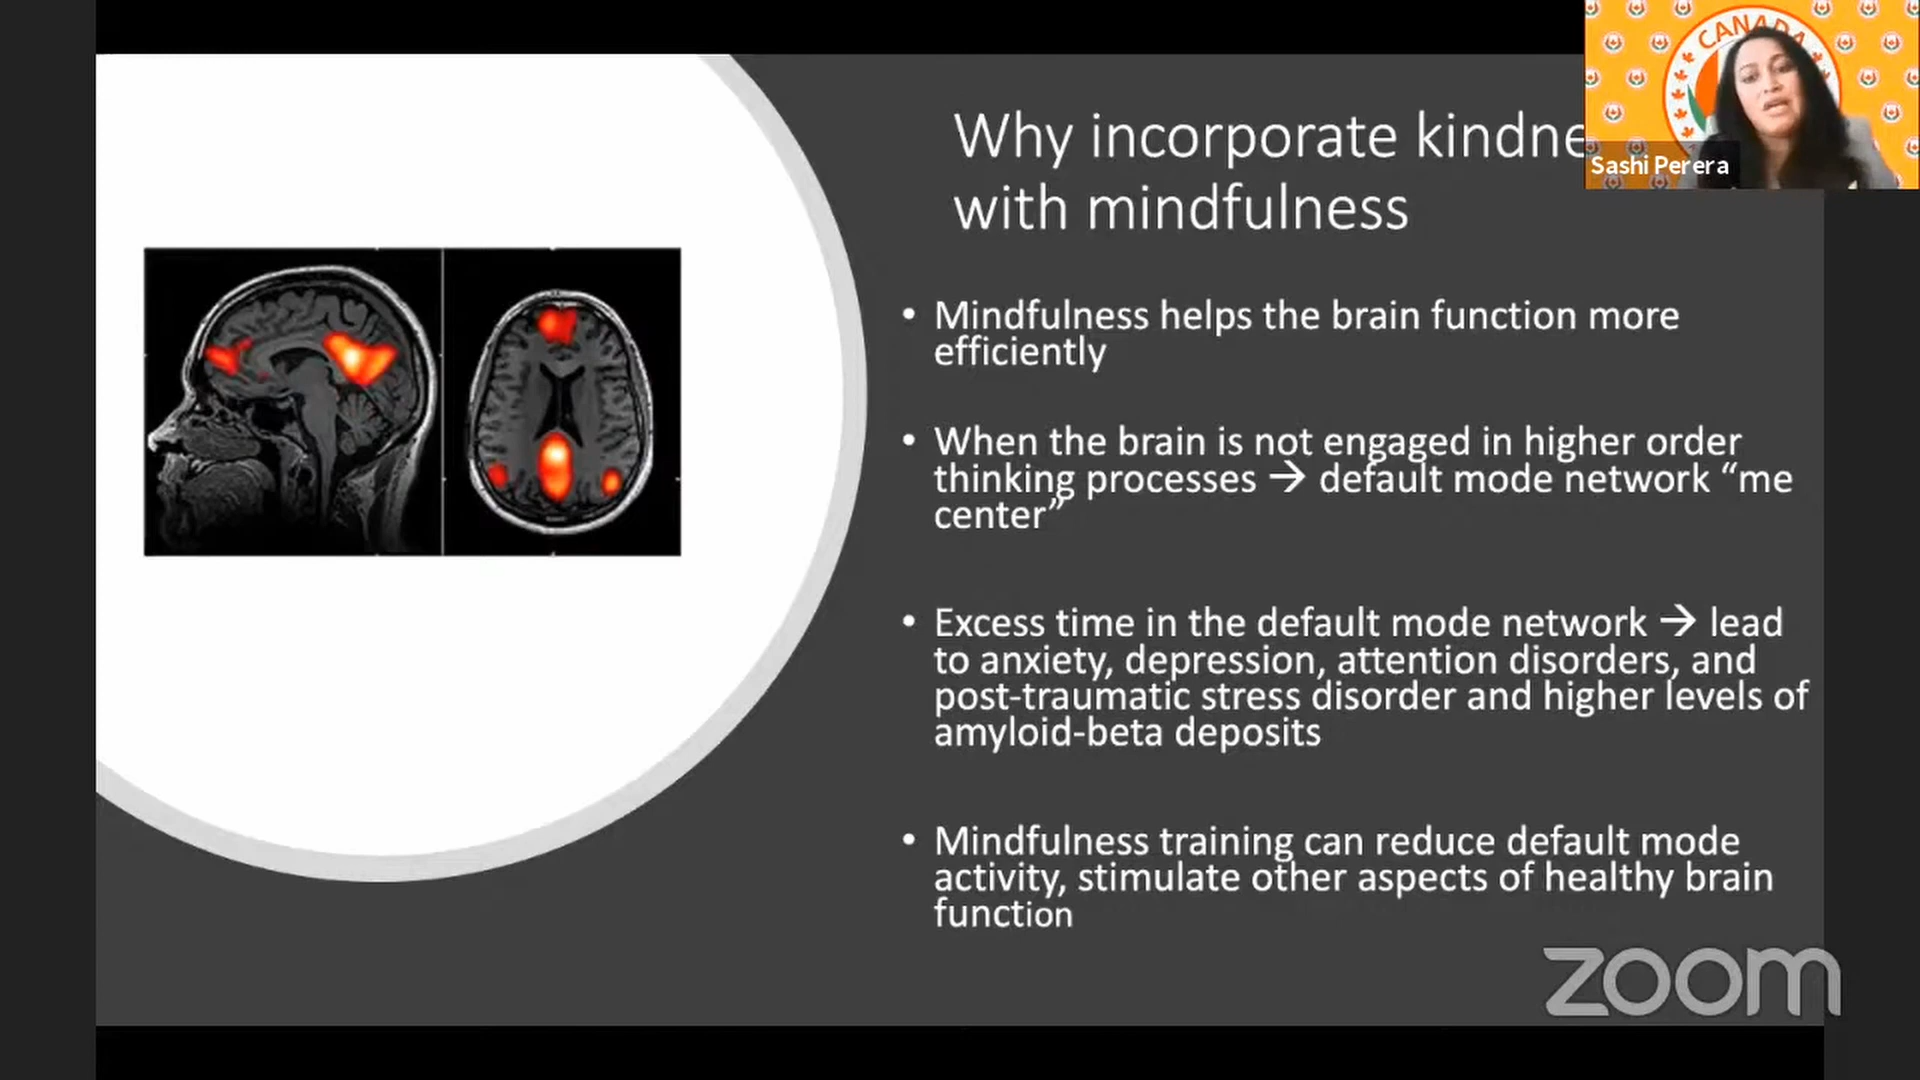 CANADA
Sashi Perera
Why incorporate kindne
with mindfulness
• Mindfulness helps the brain function more
efficiently
• When the brain is not engaged in higher order
thinking processes → default mode network “me
center”
• Excess time in the default mode network → lead
to anxiety, depression, attention disorders, and
post-traumatic stress disorder and higher levels of
amyloid-beta deposits
• Mindfulness training can reduce default mode
activity, stimulate other aspects of healthy brain
function
zoom